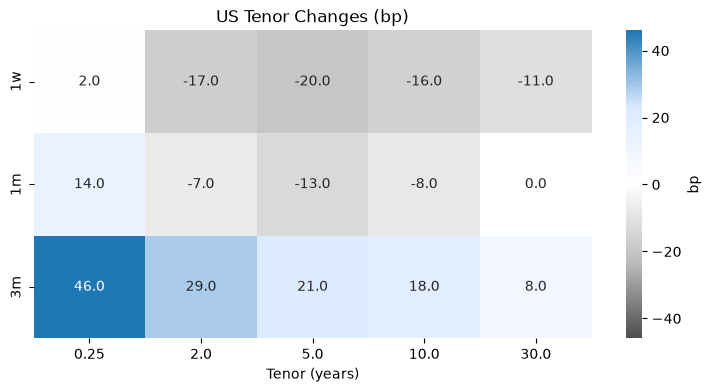 US Tenor Changes (bp)
1w 2.0 -17.0 -20.0 -16.0 -11.0
1m 14.0 -7.0 -13.0 -8.0 0.0
3m 46.0 29.0 21.0 18.0 8.0
0.25 2.0 5.0 10.0 30.0
Tenor (years)
40
20
0
−20
−40
bp